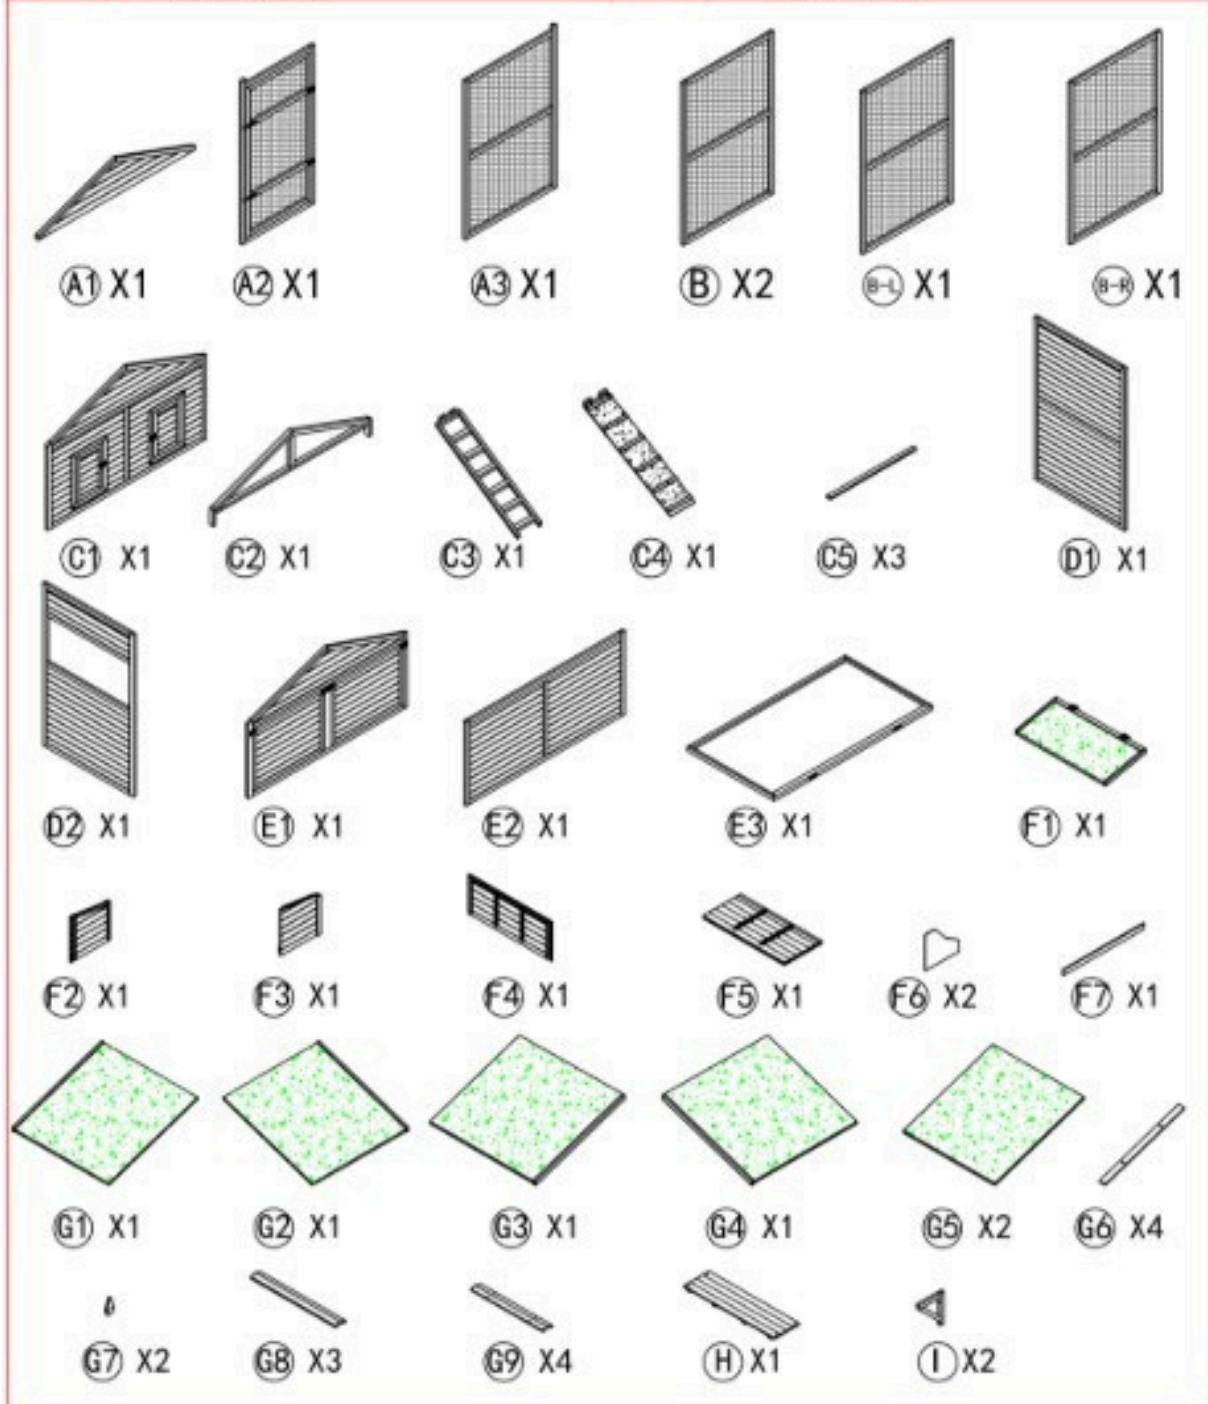 A1 X1 A2 X1 A3 X1 B X2 B-L X1 B-R X1
C1 X1 C2 X1 C3 X1 C4 X1 C5 X3 D1 X1
D2 X1 E1 X1 E2 X1 E3 X1 F1 X1
F2 X1 F3 X1 F4 X1 F5 X1 F6 X2 F7 X1
G1 X1 G2 X1 G3 X1 G4 X1 G5 X2 G6 X4
G7 X2 G8 X3 G9 X4 H X1 I X2